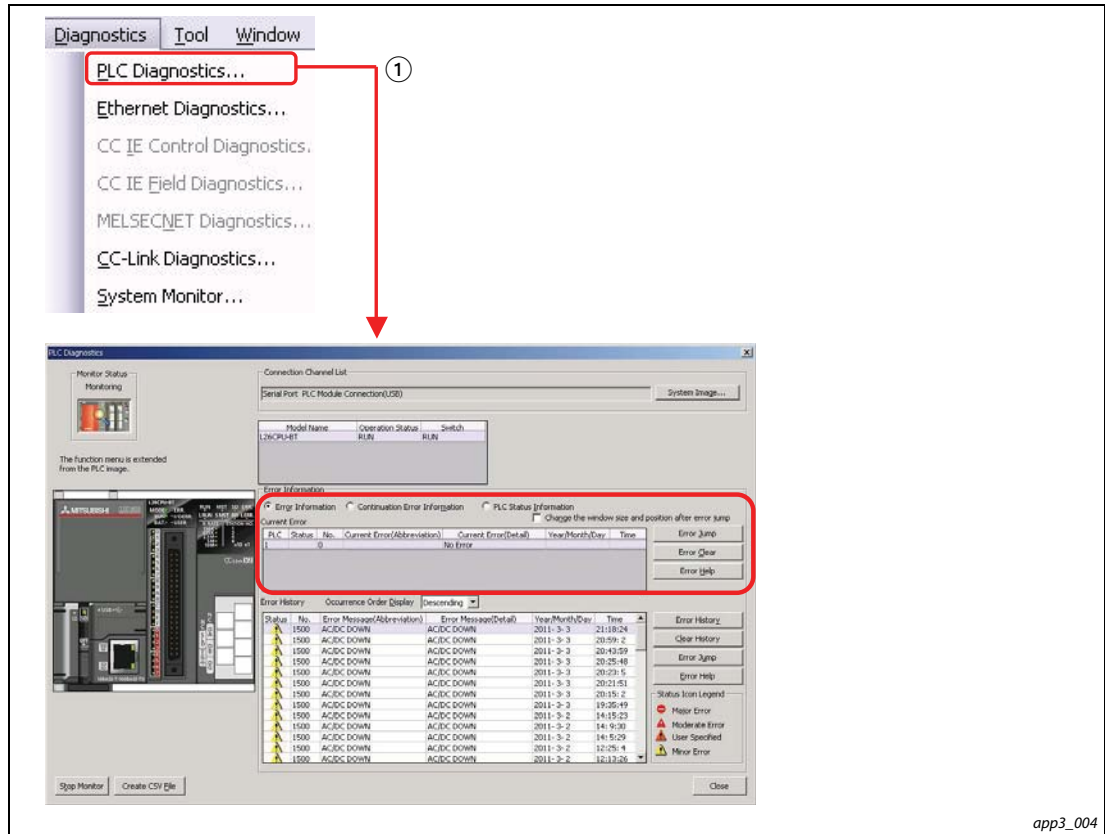 Diagnostics Tool Window
PLC Diagnostics...
①
Ethernet Diagnostics...
CC IE Control Diagnostics.
CC IE Field Diagnostics...
MELSECNET Diagnostics...
CC-Link Diagnostics...
System Monitor...
PLC Diagnostics
Monitor Status
Monitoring
The function menu is extended
from the PLC image.
Connection Channel List
Serial Port PLC Module Connection(USB)
System Image...
Model Name Operation Status Switch
L26CPU-BT RUN RUN
MITSUBISHI
L26CPU-BT
Error Information
Error Information Continuation Error Information PLC Status Information
Change the window size and position after error jump
Current Error
PLC Status No. Current Error(Abbreviation) Current Error(Detail) Year/Month/Day Time
1 0 No Error
Error Jump
Error Clear
Error Help
Error History Occurrence Order Display Descending
Status No. Error Message(Abbreviation) Error Message(Detail) Year/Month/Day Time
1500 AC/DC DOWN AC/DC DOWN 2011- 3- 3 21:18:24
1500 AC/DC DOWN AC/DC DOWN 2011- 3- 3 20:59: 2
1500 AC/DC DOWN AC/DC DOWN 2011- 3- 3 20:43:59
1500 AC/DC DOWN AC/DC DOWN 2011- 3- 3 20:25:48
1500 AC/DC DOWN AC/DC DOWN 2011- 3- 3 20:23: 5
1500 AC/DC DOWN AC/DC DOWN 2011- 3- 3 20:21:51
1500 AC/DC DOWN AC/DC DOWN 2011- 3- 3 20:15: 2
1500 AC/DC DOWN AC/DC DOWN 2011- 3- 3 19:35:49
1500 AC/DC DOWN AC/DC DOWN 2011- 3- 2 14:15:23
1500 AC/DC DOWN AC/DC DOWN 2011- 3- 2 14: 9:30
1500 AC/DC DOWN AC/DC DOWN 2011- 3- 2 14: 5:29
1500 AC/DC DOWN AC/DC DOWN 2011- 3- 2 12:25: 4
1500 AC/DC DOWN AC/DC DOWN 2011- 3- 2 12:13:26
Error History
Clear History
Error Jump
Error Help
Status Icon Legend
Major Error
Moderate Error
User Specified
Minor Error
Stop Monitor Create CSV File Close
app3_004